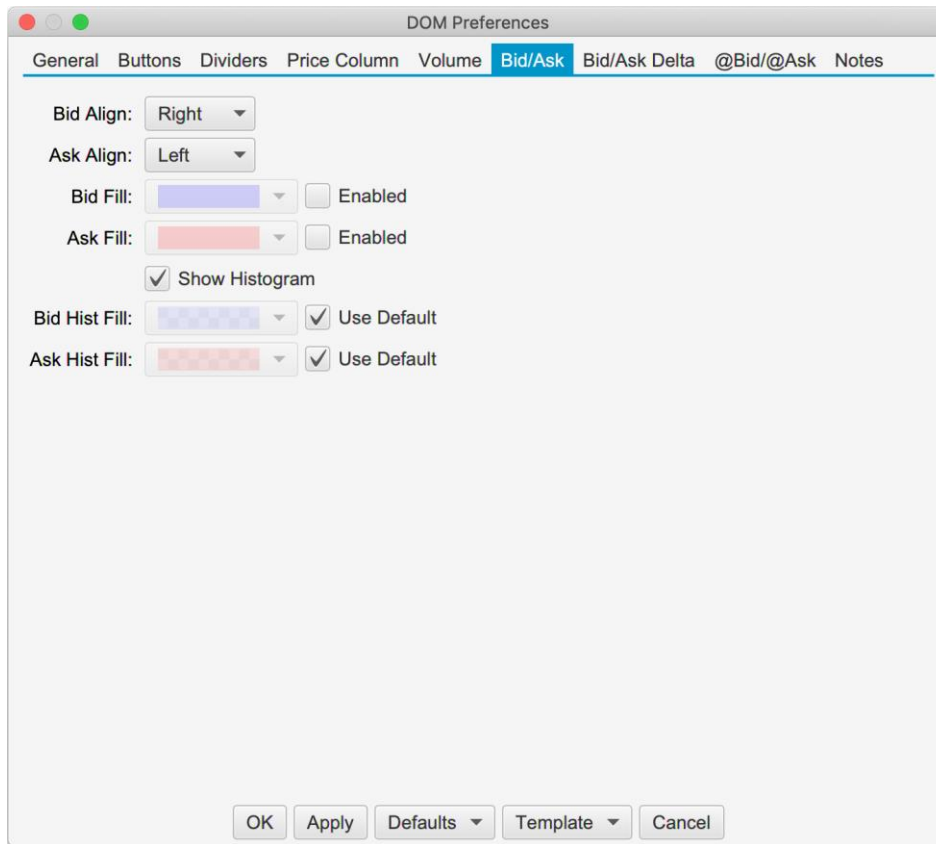 DOM Preferences
General Buttons Dividers Price Column Volume Bid/Ask Bid/Ask Delta @Bid/@Ask Notes
Bid Align: Right
Ask Align: Left
Bid Fill: Enabled
Ask Fill: Enabled
Show Histogram
Bid Hist Fill: Use Default
Ask Hist Fill: Use Default
OK Apply Defaults Template Cancel